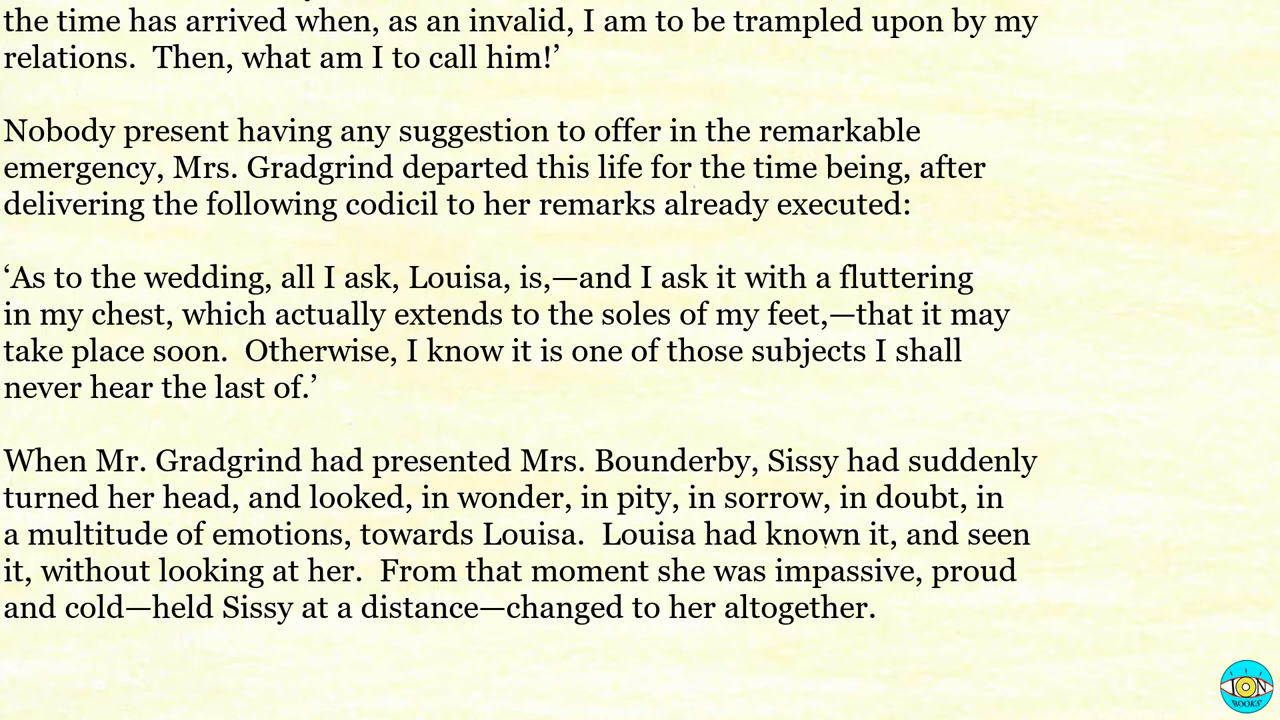 the time has arrived when, as an invalid, I am to be trampled upon by my
relations.  Then, what am I to call him!’
Nobody present having any suggestion to offer in the remarkable
emergency, Mrs. Gradgrind departed this life for the time being, after
delivering the following codicil to her remarks already executed:
‘As to the wedding, all I ask, Louisa, is,—and I ask it with a fluttering
in my chest, which actually extends to the soles of my feet,—that it may
take place soon.  Otherwise, I know it is one of those subjects I shall
never hear the last of.’
When Mr. Gradgrind had presented Mrs. Bounderby, Sissy had suddenly
turned her head, and looked, in wonder, in pity, in sorrow, in doubt, in
a multitude of emotions, towards Louisa.  Louisa had known it, and seen
it, without looking at her.  From that moment she was impassive, proud
and cold—held Sissy at a distance—changed to her altogether.
ION
BOOKS